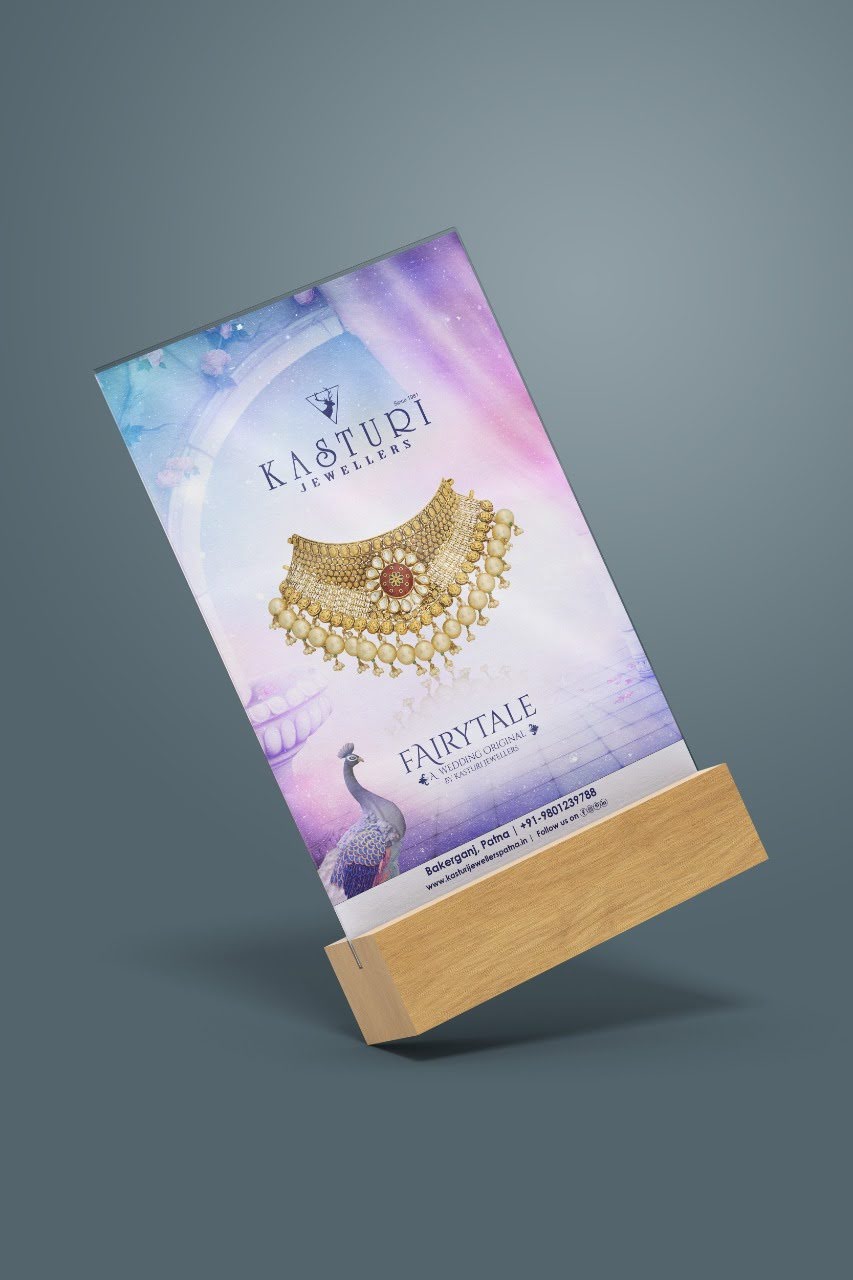 Since 1981
KASTURI
JEWELLERS
FAIRYTALE
A WEDDING ORIGINAL
BY KASTURI JEWELLERS
Bakerganj, Patna | +91-9801239788
www.kasturijewellerspatna.in | Follow us on